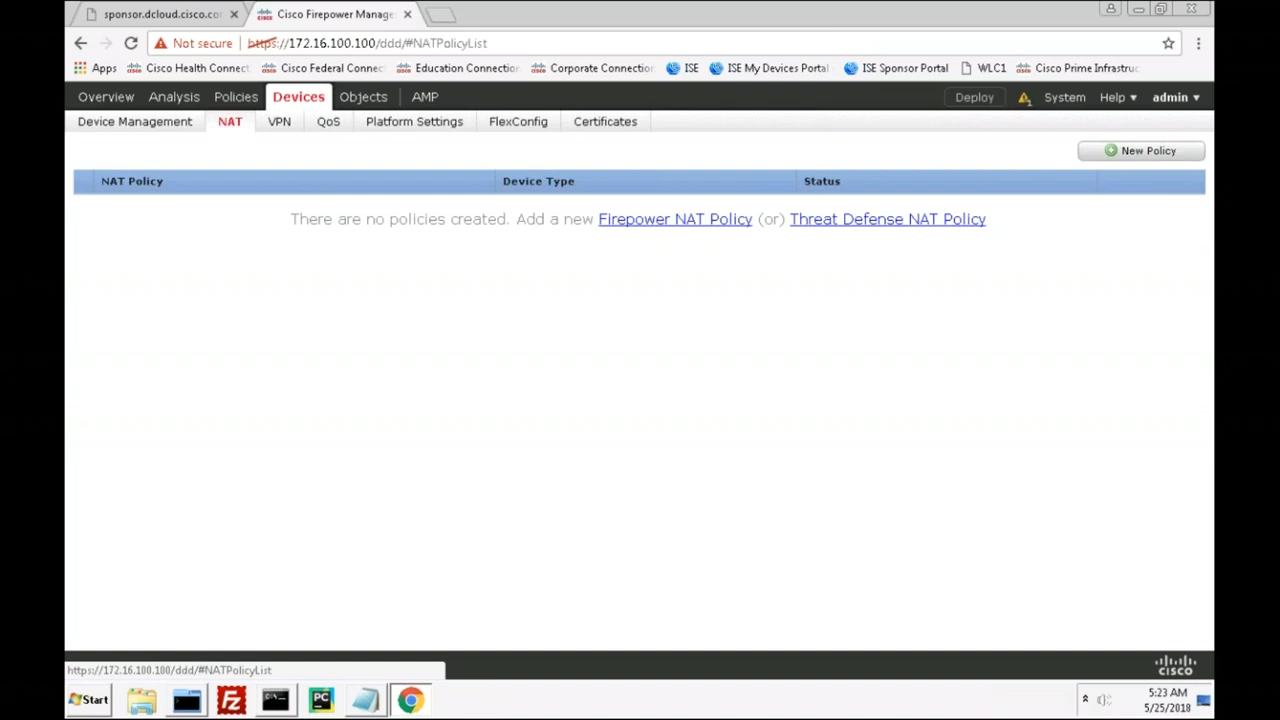 sponsor.dcloud.cisco.co
Cisco Firepower Manage
Not secure
https://172.16.100.100/ddd/#NATPolicyList
Apps
Cisco Health Connect
Cisco Federal Connec
Education Connection
Corporate Connection
ISE
ISE My Devices Portal
ISE Sponsor Portal
WLC1
Cisco Prime Infrastruc
Overview
Analysis
Policies
Devices
Objects
AMP
Deploy
System
Help
admin
Device Management
NAT
VPN
QoS
Platform Settings
FlexConfig
Certificates
New Policy
NAT Policy
Device Type
Status
There are no policies created. Add a new Firepower NAT Policy (or) Threat Defense NAT Policy
https://172.16.100.100/ddd/#NATPolicyList
CISCO
Start
Fz
C:\.
PC
5:23 AM
5/25/2018